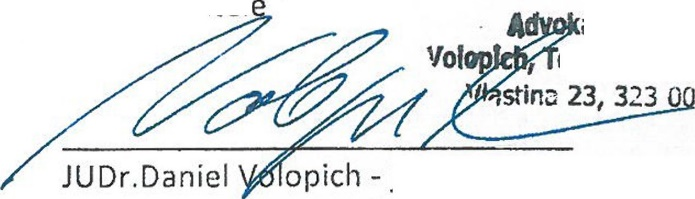 e
Advok
Volopich, T
Vlastina 23, 323 00
JUDr.Daniel Volopich -